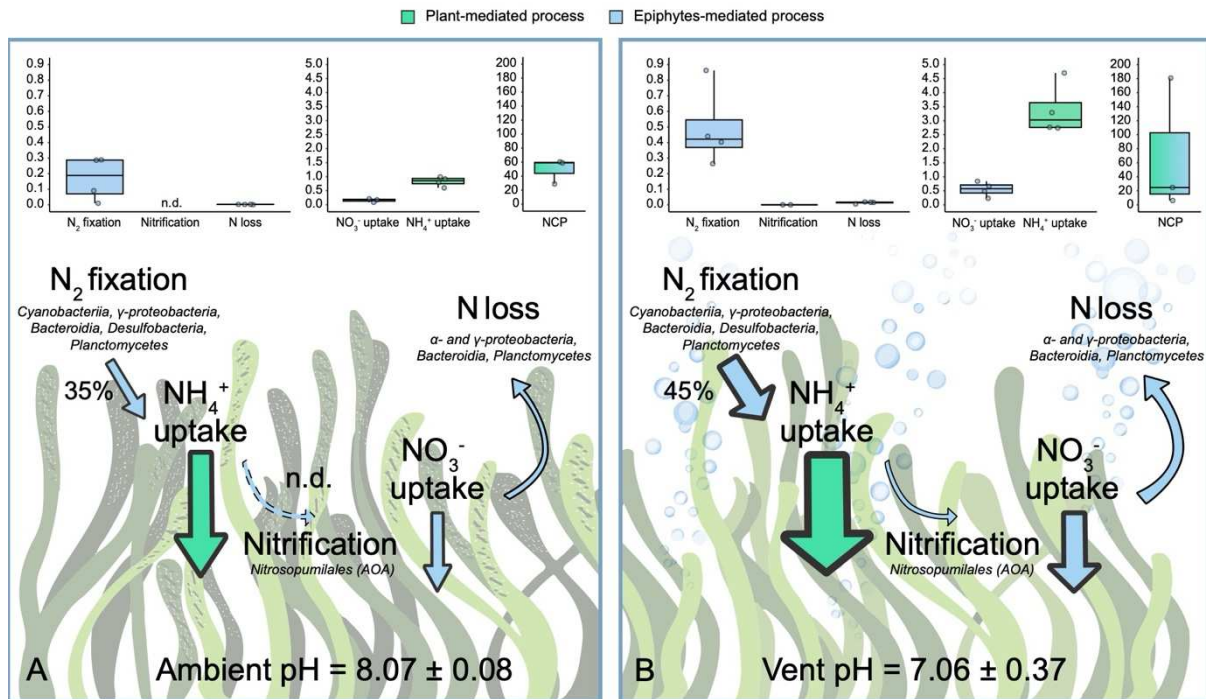 Plant-mediated process Epiphytes-mediated process
0.9
0.8
0.7
0.6
0.5
0.4
0.3
0.2
0.1
0.0
n.d.
N₂ fixation Nitrification N loss
5.0
4.5
4.0
3.5
3.0
2.5
2.0
1.5
1.0
0.5
0.0
NO₃⁻ uptake NH₄⁺ uptake
200
180
160
140
120
100
80
60
40
20
0
NCP
N₂ fixation
Cyanobacteriia, γ-proteobacteria,
Bacteroidia, Desulfobacteria,
Planctomycetes
N loss
α- and γ-proteobacteria,
Bacteroidia, Planctomycetes
35%
NH₄⁺
uptake
n.d.
NO₃⁻
uptake
Nitrification
Nitrosopumilales (AOA)
A Ambient pH = 8.07 ± 0.08
0.9
0.8
0.7
0.6
0.5
0.4
0.3
0.2
0.1
0.0
N₂ fixation Nitrification N loss
5.0
4.5
4.0
3.5
3.0
2.5
2.0
1.5
1.0
0.5
0.0
NO₃⁻ uptake NH₄⁺ uptake
200
180
160
140
120
100
80
60
40
20
0
NCP
N₂ fixation
Cyanobacteriia, γ-proteobacteria,
Bacteroidia, Desulfobacteria,
Planctomycetes
N loss
α- and γ-proteobacteria,
Bacteroidia, Planctomycetes
45%
NH₄⁺
uptake
NO₃⁻
uptake
Nitrification
Nitrosopumilales (AOA)
B Vent pH = 7.06 ± 0.37